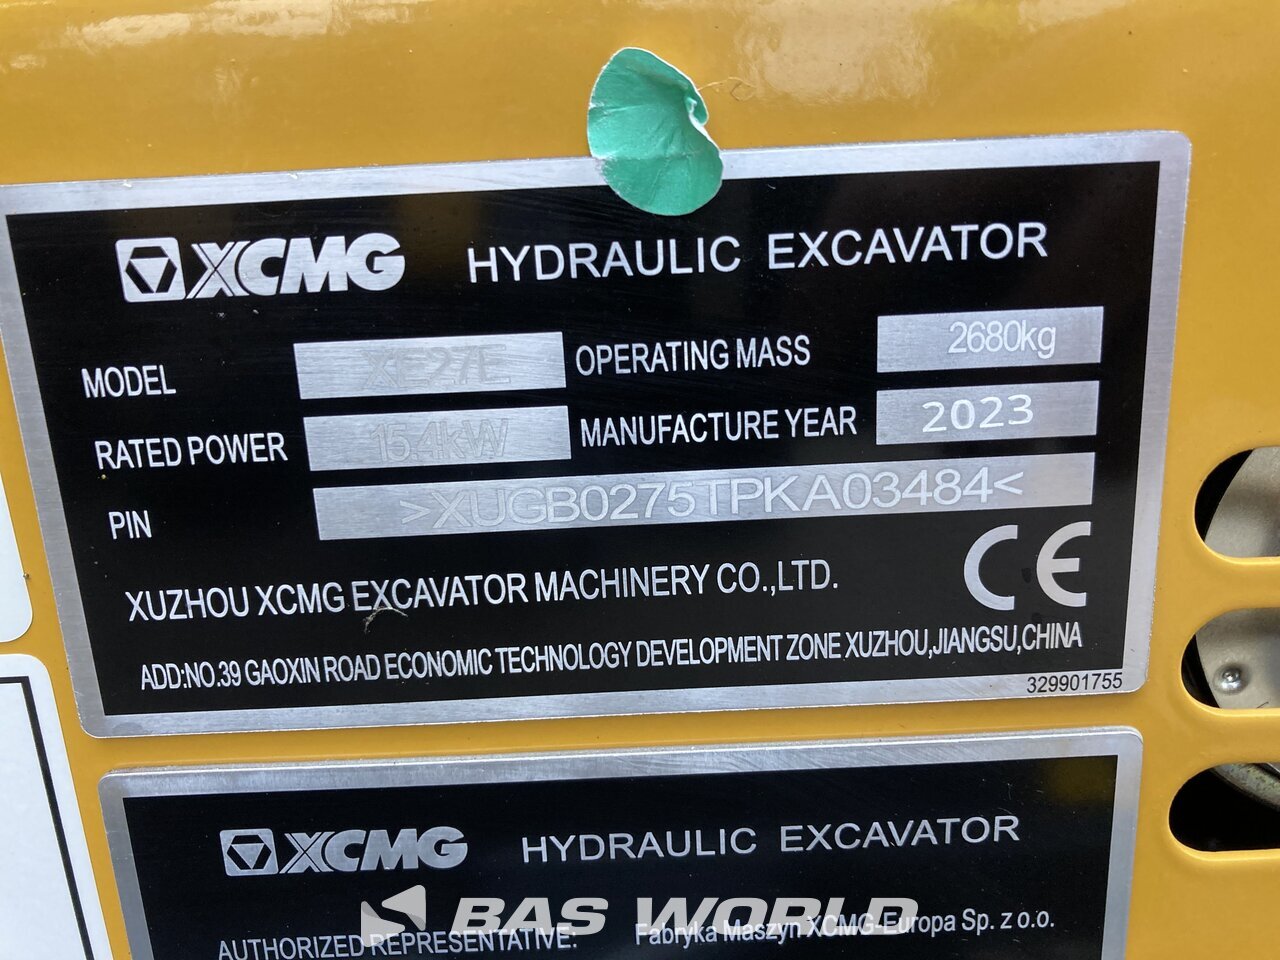 XCMG HYDRAULIC EXCAVATOR
MODEL XE27E OPERATING MASS 2680kg
RATED POWER 15.4kW MANUFACTURE YEAR 2023
PIN >XUGB0275TPKA03484<
XUZHOU XCMG EXCAVATOR MACHINERY CO.,LTD. CE
ADD:NO.39 GAOXIN ROAD ECONOMIC TECHNOLOGY DEVELOPMENT ZONE XUZHOU,JIANGSU,CHINA
329901755
XCMG HYDRAULIC EXCAVATOR
BAS WORLD
AUTHORIZED REPRESENTATIVE: Fabryka Maszyn XCMG-Europa Sp. z o.o.